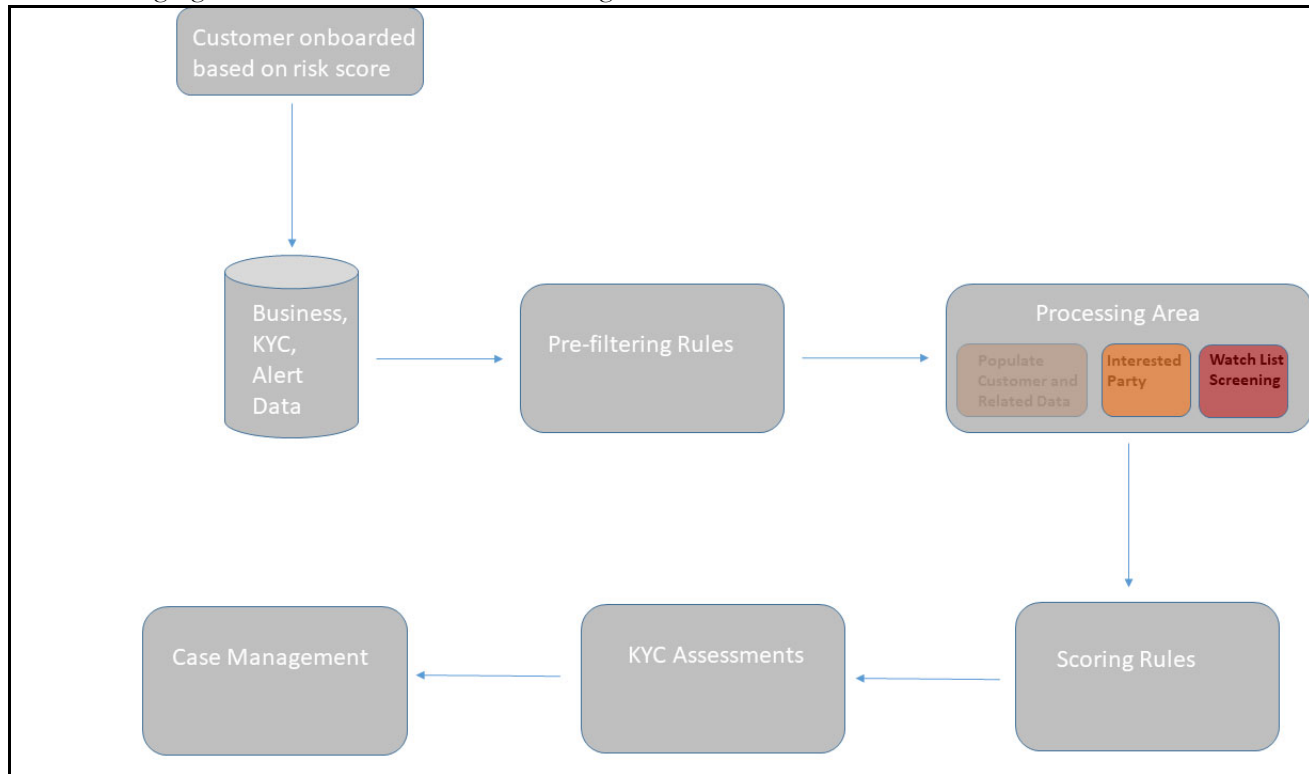 Customer onboarded
based on risk score
Business,
KYC,
Alert
Data
Pre-filtering Rules
Processing Area
Populate
Customer and
Related Data
Interested
Party
Watch List
Screening
Case Management
KYC Assessments
Scoring Rules